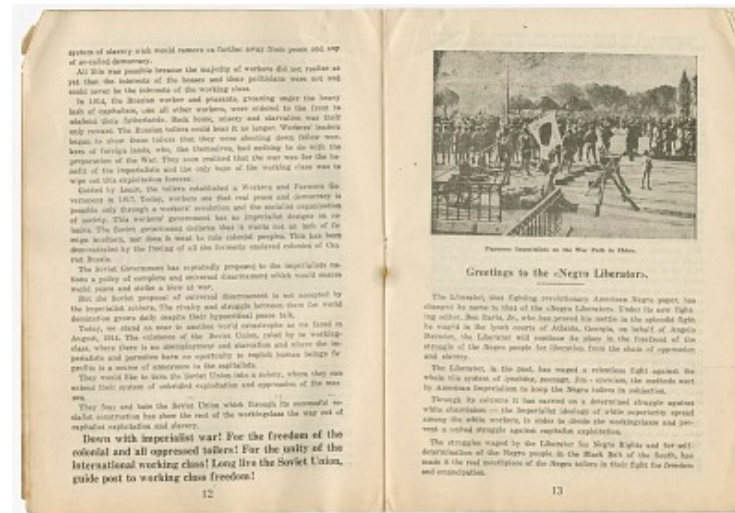 system of slavery wich would remove us further away from peace and any
of so-called democracy.
All this was possible because the majority of workers did not realize as
yet that the interests of the bosses and their politicians were not and
could never be the interests of the working class.
In 1914, the Russian worker and peasants, groaning under the heavy
lash of capitalism, like all other workers, were ordered to the front to
defend their fatherlands. Back home, misery and starvation was their
only reward. The Russian toilers could bear it no longer. Workers' leaders
began to show these toilers that they were shooting down fellow wor-
kers of foreign lands, who, like themselves, had nothing to do with the
preparation of the War. They soon realized that the war was for the be-
nefit of the imperialists and the only hope of the working class was to
wipe out this exploitation forever.
Guided by Lenin, the toilers established a Workers and Farmers Go-
vernment in 1917. Today, workers see that real peace and democracy is
possible only through a workers' revolution and the socialist organization
of society. This workers' government has no imperialist designs on co-
lonies. The Soviet government declares that it wants not an inch of fo-
reign territory, nor does it want to rule colonial peoples. This has been
demonstrated by the freeing of all the formerly enslaved colonies of Cza-
rist Russia.
The Soviet Government has repeatedly proposed to the imperialists na-
tions a policy of complete and universal disarmament which would ensure
world peace and strike a blow at war.
But the Soviet proposal of universal disarmament is not accepted by
the imperialist robbers. The rivalry and struggle between them for world
domination grows daily despite their hypocritical peace talk.
Today, we stand as near to another world catastrophe as we faced in
August, 1914. The existence of the Soviet Union, ruled by to working-
class, where there is no unemployment and starvation and where the im-
perialists and parasites have no oportunity to exploit human beings for
profits is a source of annoyance to the capitalists.
They would like to turn the Soviet Union into a colony, where they can
extend their system of unbridled exploitation and oppression of the mas-
ses.
They fear and hate the Soviet Union which through its successful so-
cialist construction has show the rest of the workingclass the way out of
capitalist exploitation and slavery.
Down with imperialist war! For the freedom of the
colonial and all oppressed toilers! For the unity of the
international working class! Long live the Soviet Union,
guide post to working class freedom!
12
Japanese Imperialists on the War Path in China.
Greetings to the «Negro Liberator».
The Liberator, that fighting revolutionary American Negro paper, has
changed its name to that of the «Negro Liberator». Under its new fight-
ing editor, Ben Davis, Jr., who has proved his mettle in the splendid fight
he waged in the lynch courts of Atlanta, Georgia, on behalf of Angelo
Herndon, the Liberator will continue its place in the forefront of the
struggle of the Negro people for liberation from the chain of oppression
and slavery.
The Liberator, in the past, has waged a relentless fight against the
whole this system of lynching, peonage, Jim-crowism, the methods used
by American Imperialism to keep the Negro toilers in subjection.
Through its columns it has carried on a determined struggle against
white chauvinism — the imperialist ideology of white superiority spread
among the white workers, in order to divide the workingclass and pre-
vent a united struggle against capitalist exploitation.
The struggles waged by the Liberator for Negro Rights and for self-
determination of the Negro people in the Black Belt of the South, has
made it the real mouthpiece of the Negro toilers in their fight for freedom
and emancipation.
13